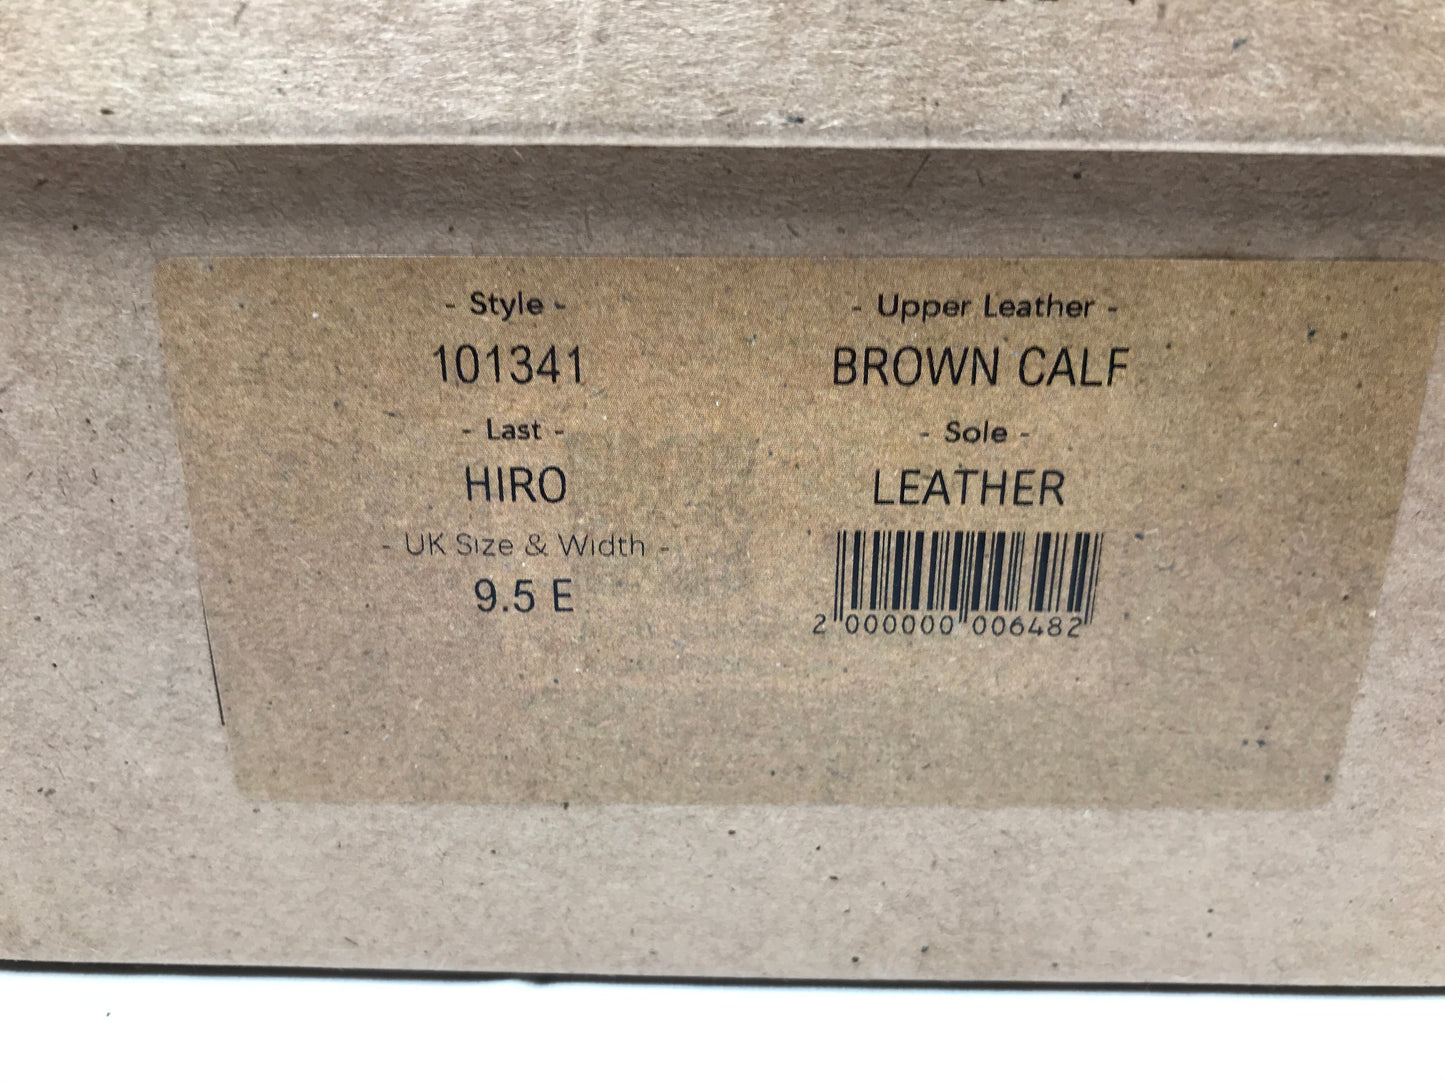 - Style -
101341
- Last -
HIRO
- UK Size & Width -
9.5 E
- Upper Leather -
BROWN CALF
- Sole -
LEATHER
2 000000 006482